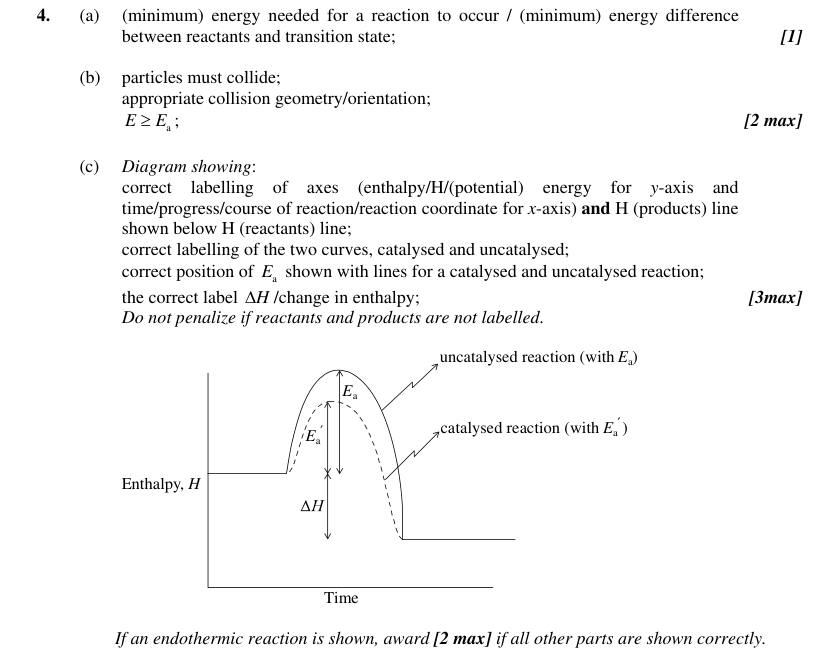 4. (a) (minimum) energy needed for a reaction to occur / (minimum) energy difference
between reactants and transition state; [1]
(b) particles must collide;
appropriate collision geometry/orientation;
E ≥ Eₐ ; [2 max]
(c) Diagram showing:
correct labelling of axes (enthalpy/H/(potential) energy for y-axis and
time/progress/course of reaction/reaction coordinate for x-axis) and H (products) line
shown below H (reactants) line;
correct labelling of the two curves, catalysed and uncatalysed;
correct position of Eₐ shown with lines for a catalysed and uncatalysed reaction;
the correct label ΔH /change in enthalpy; [3max]
Do not penalize if reactants and products are not labelled.
uncatalysed reaction (with Eₐ)
Eₐ
catalysed reaction (with Eₐ′)
Eₐ′
Enthalpy, H
ΔH
Time
If an endothermic reaction is shown, award [2 max] if all other parts are shown correctly.